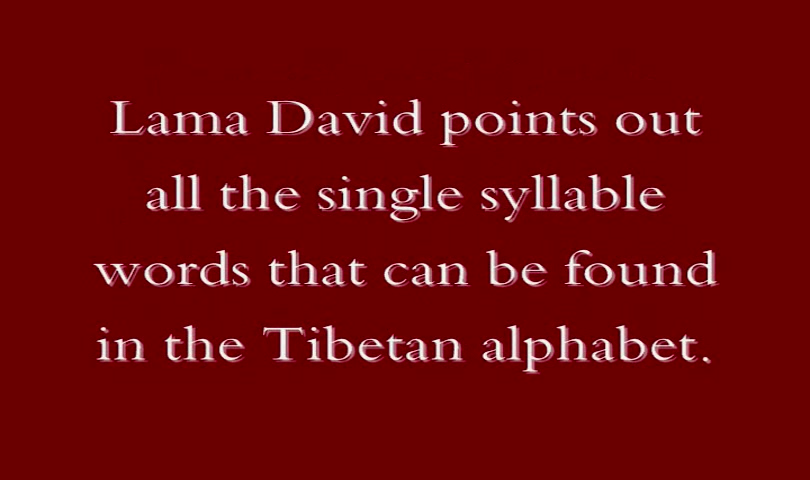 Lama David points out
all the single syllable
words that can be found
in the Tibetan alphabet.